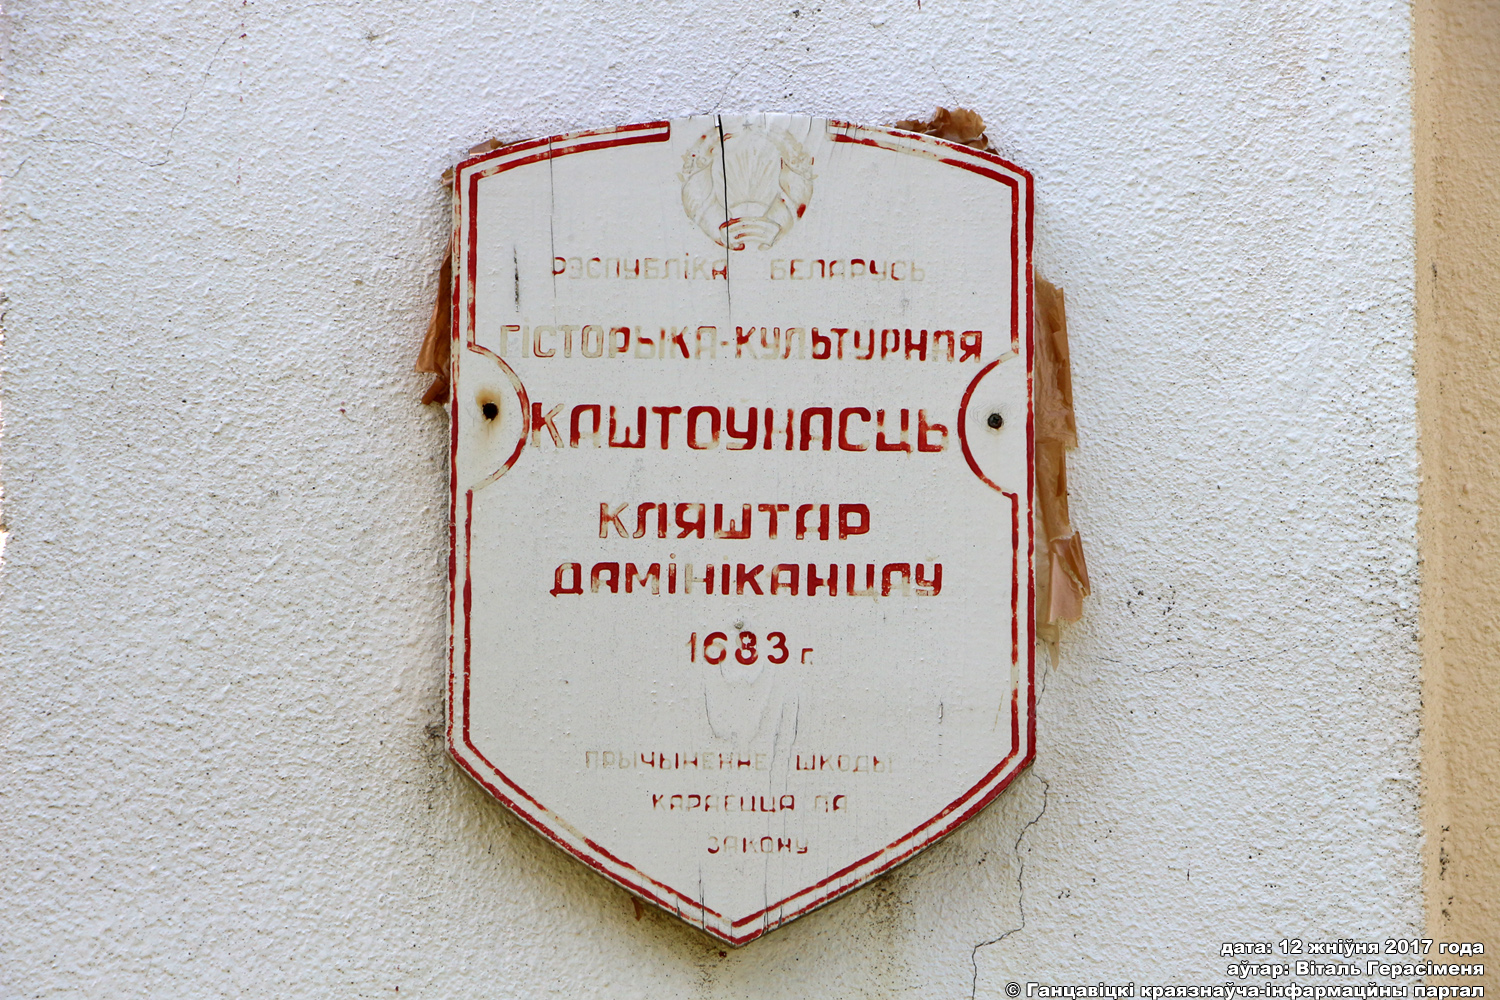 РЭСПУБЛІКА БЕЛАРУСЬ
ГІСТОРЫКА-КУЛЬТУРНАЯ
КАШТОЎНАСЦЬ
КЛЯШТАР
ДАМІНІКАНЦАЎ
1683 г.
ПРЫЧЫНЕННЕ ШКОДЫ
КАРАЕЦЦА ПА
ЗАКОНУ
дата: 12 жніўня 2017 года
аўтар: Віталь Герасіменя
© Ганцавіцкі краязнаўча-інфармацйны партал